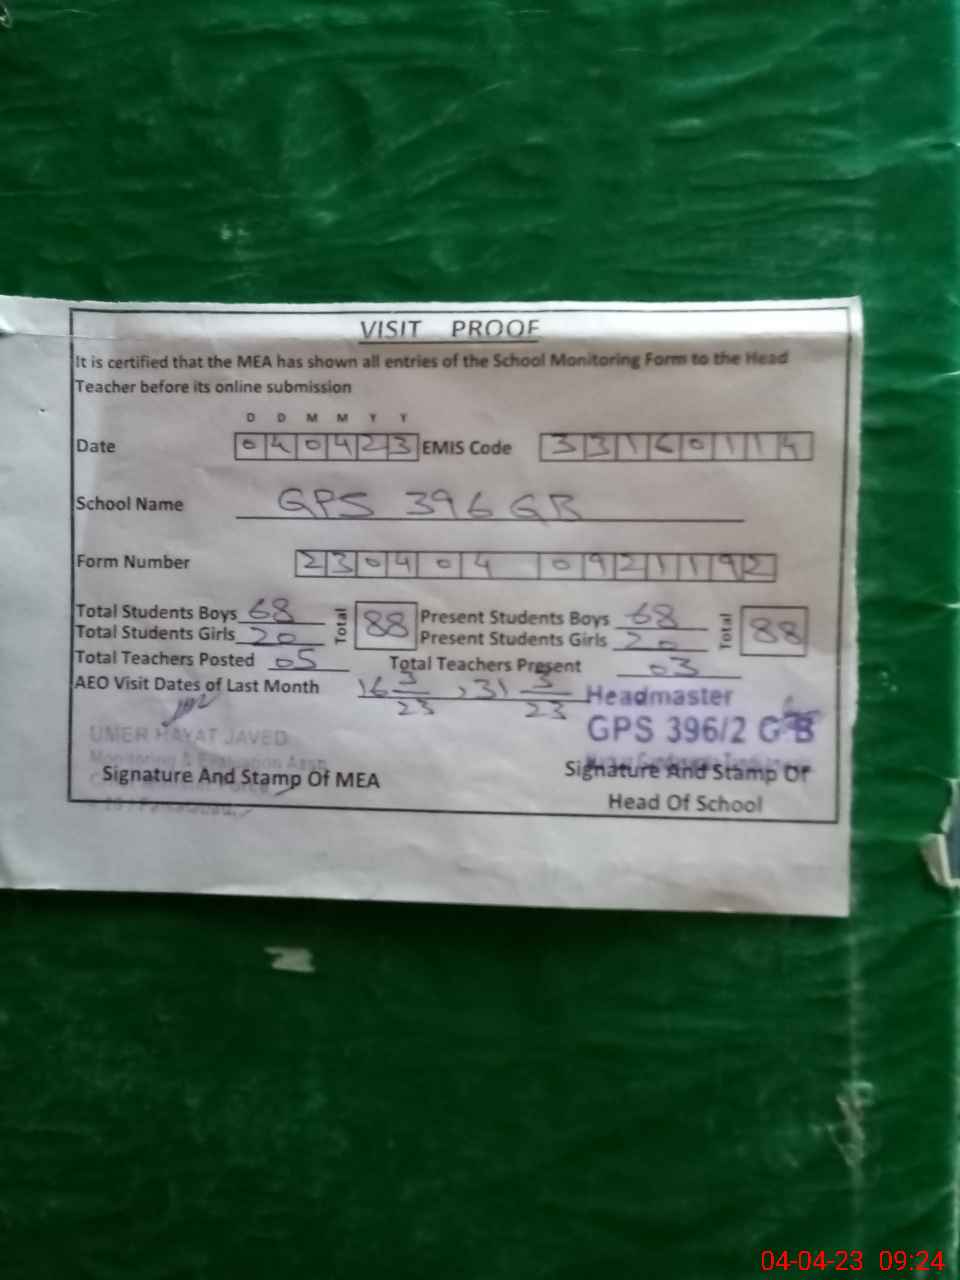 VISIT PROOF
It is certified that the MEA has shown all entries of the School Monitoring Form to the Head
Teacher before its online submission
D D M M Y Y
Date 040423 EMIS Code 33160114
School Name GPS 396 GB
Form Number 230404 0921192
Total Students Boys 68 Total 88 Present Students Boys 68 Total 88
Total Students Girls 20 Present Students Girls 20
Total Teachers Posted 05 Total Teachers Present 03
AEO Visit Dates of Last Month 16 3/23, 31 3/23
Headmaster
UMER HAYAT JAVED GPS 396/2 GB
Monitoring & Evaluation Asstt
Signature And Stamp Of MEA Signature And Stamp Of
Head Of School
04-04-23 09:24